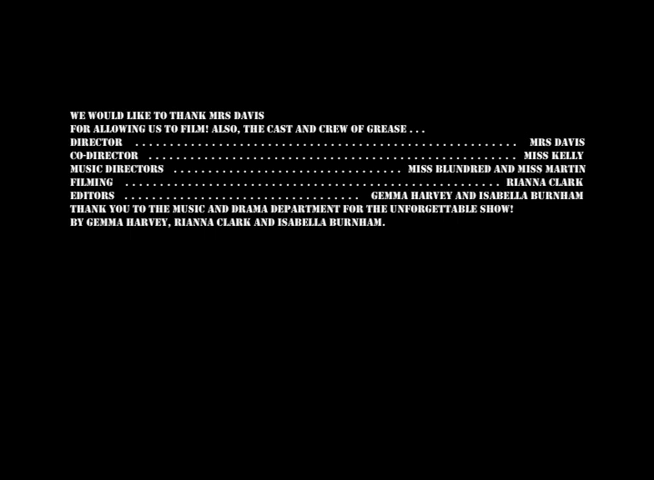 WE WOULD LIKE TO THANK MRS DAVIS
FOR ALLOWING US TO FILM! ALSO, THE CAST AND CREW OF GREASE . . .
DIRECTOR . . . . . . . . . . . . . . . . . . . . . . . . . . . . . . . . . . . . . . . . . . . . . . . . . . . . . . . . MRS DAVIS
CO-DIRECTOR . . . . . . . . . . . . . . . . . . . . . . . . . . . . . . . . . . . . . . . . . . . . . . . . . . . . . . MISS KELLY
MUSIC DIRECTORS . . . . . . . . . . . . . . . . . . . . . . . . . . . . . . . . . MISS BLUNDRED AND MISS MARTIN
FILMING . . . . . . . . . . . . . . . . . . . . . . . . . . . . . . . . . . . . . . . . . . . . . . . . . . . . . . . RIANNA CLARK
EDITORS . . . . . . . . . . . . . . . . . . . . . . . . . . . . . . . . . . GEMMA HARVEY AND ISABELLA BURNHAM
THANK YOU TO THE MUSIC AND DRAMA DEPARTMENT FOR THE UNFORGETTABLE SHOW!
BY GEMMA HARVEY, RIANNA CLARK AND ISABELLA BURNHAM.